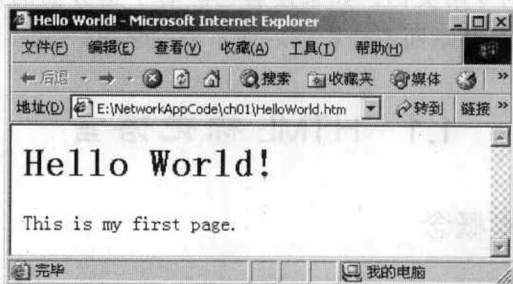 Hello World! - Microsoft Internet Explorer
文件(F) 编辑(E) 查看(V) 收藏(A) 工具(T) 帮助(H)
后退 搜索 收藏夹 媒体 »
地址(D) E:\NetworkAppCode\ch01\HelloWorld.htm 转到 链接 »
Hello World!
This is my first page.
完毕 我的电脑